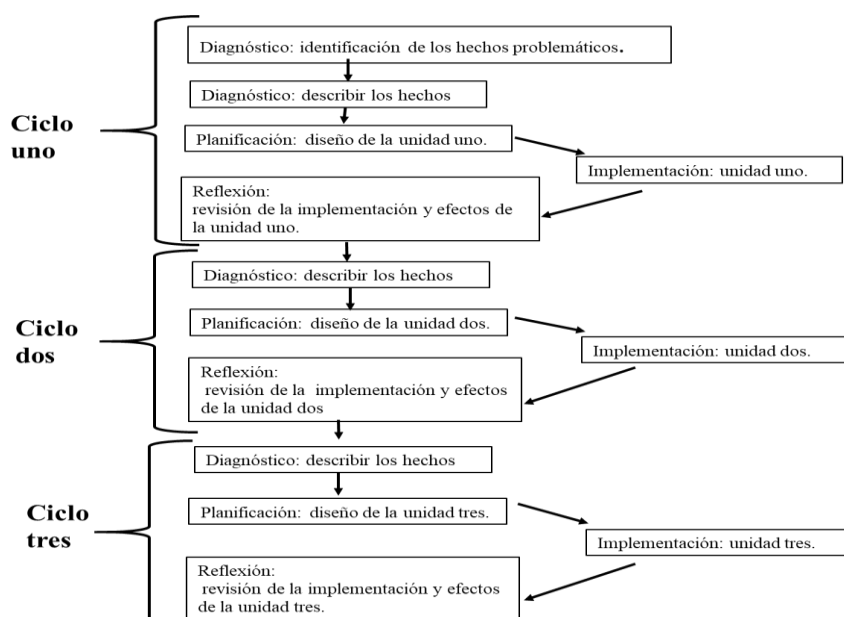 Diagnóstico: identificación de los hechos problemáticos.
Diagnóstico: describir los hechos
Ciclo
uno
Planificación: diseño de la unidad uno.
Implementación: unidad uno.
Reflexión:
revisión de la implementación y efectos de
la unidad uno.
Diagnóstico: describir los hechos
Ciclo
dos
Planificación: diseño de la unidad dos.
Implementación: unidad dos.
Reflexión:
revisión de la implementación y efectos
de la unidad dos
Diagnóstico: describir los hechos
Ciclo
tres
Planificación: diseño de la unidad tres.
Implementación: unidad tres.
Reflexión:
revisión de la implementación y efectos
de la unidad tres.